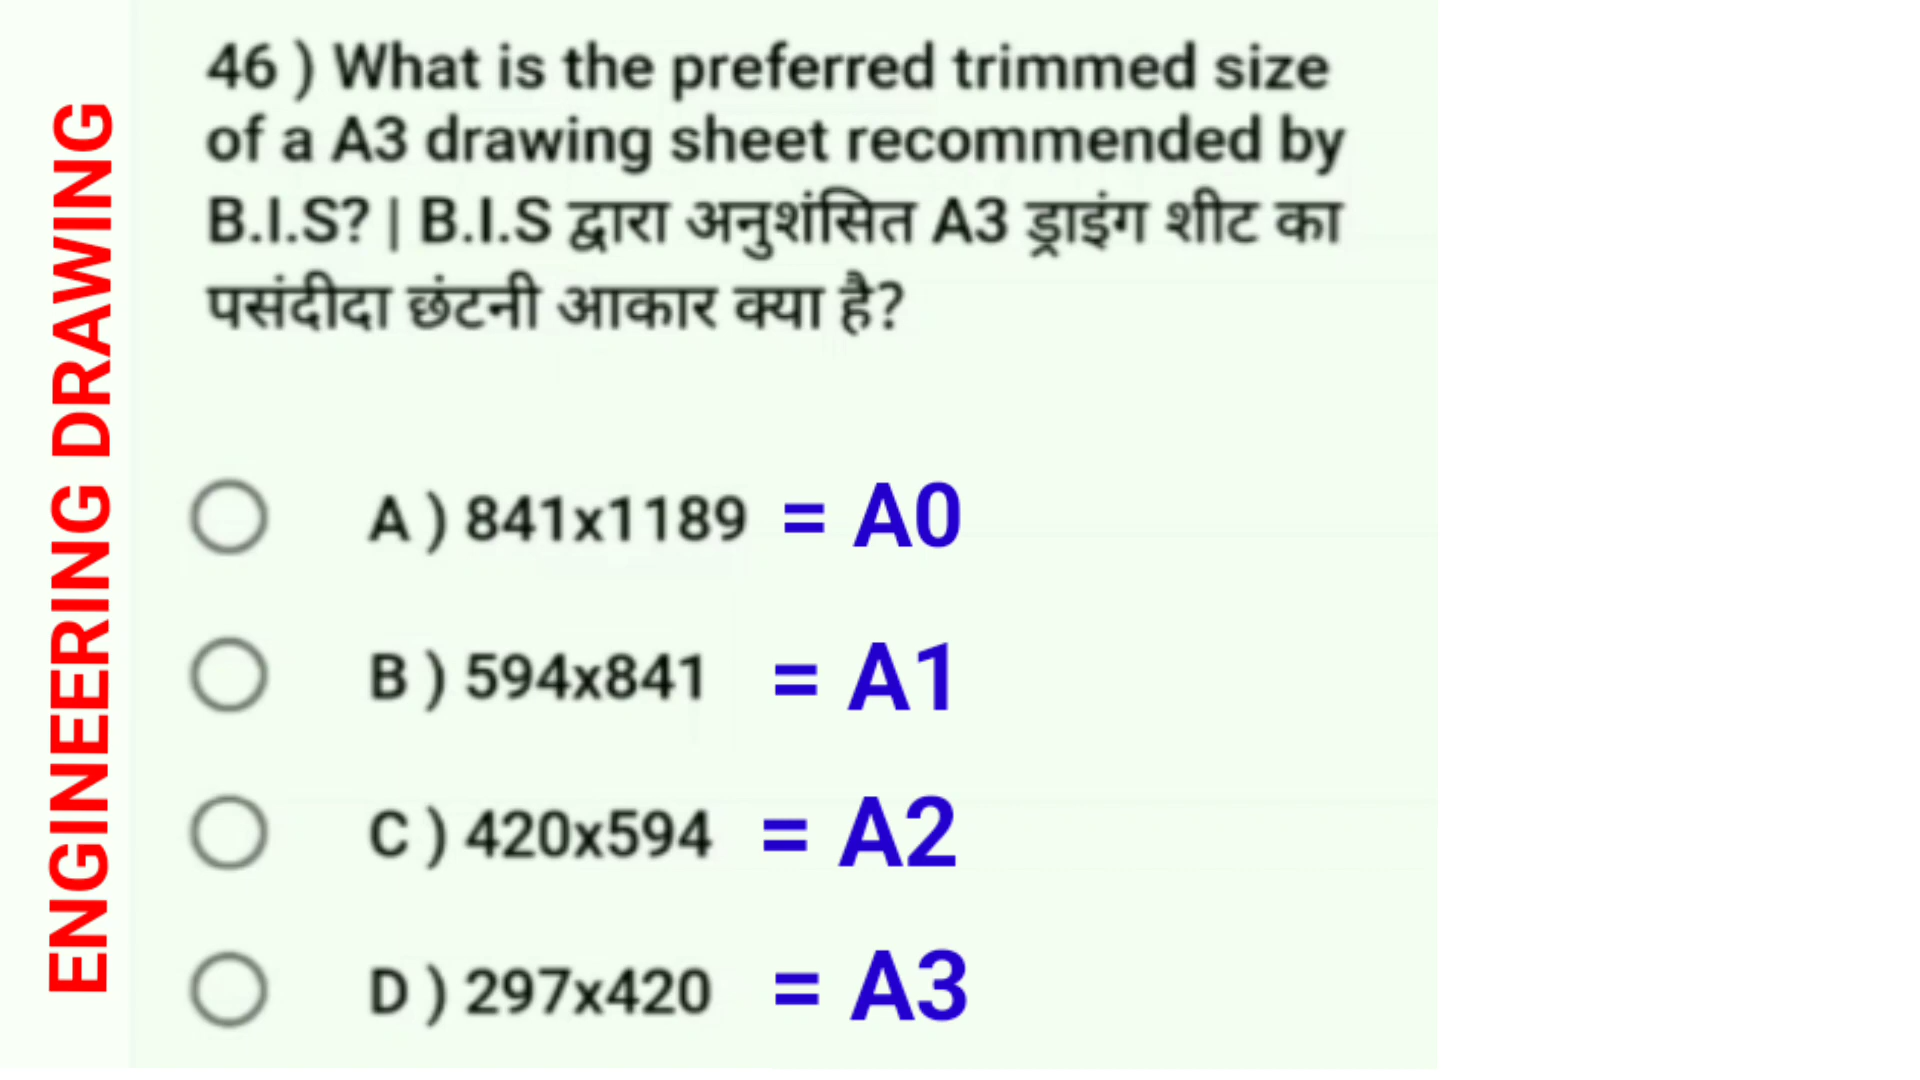 ENGINEERING DRAWING
46 ) What is the preferred trimmed size
of a A3 drawing sheet recommended by
B.I.S? | B.I.S द्वारा अनुशंसित A3 ड्राइंग शीट का
पसंदीदा छंटनी आकार क्या है?
A ) 841x1189 = A0
B ) 594x841 = A1
C ) 420x594 = A2
D ) 297x420 = A3